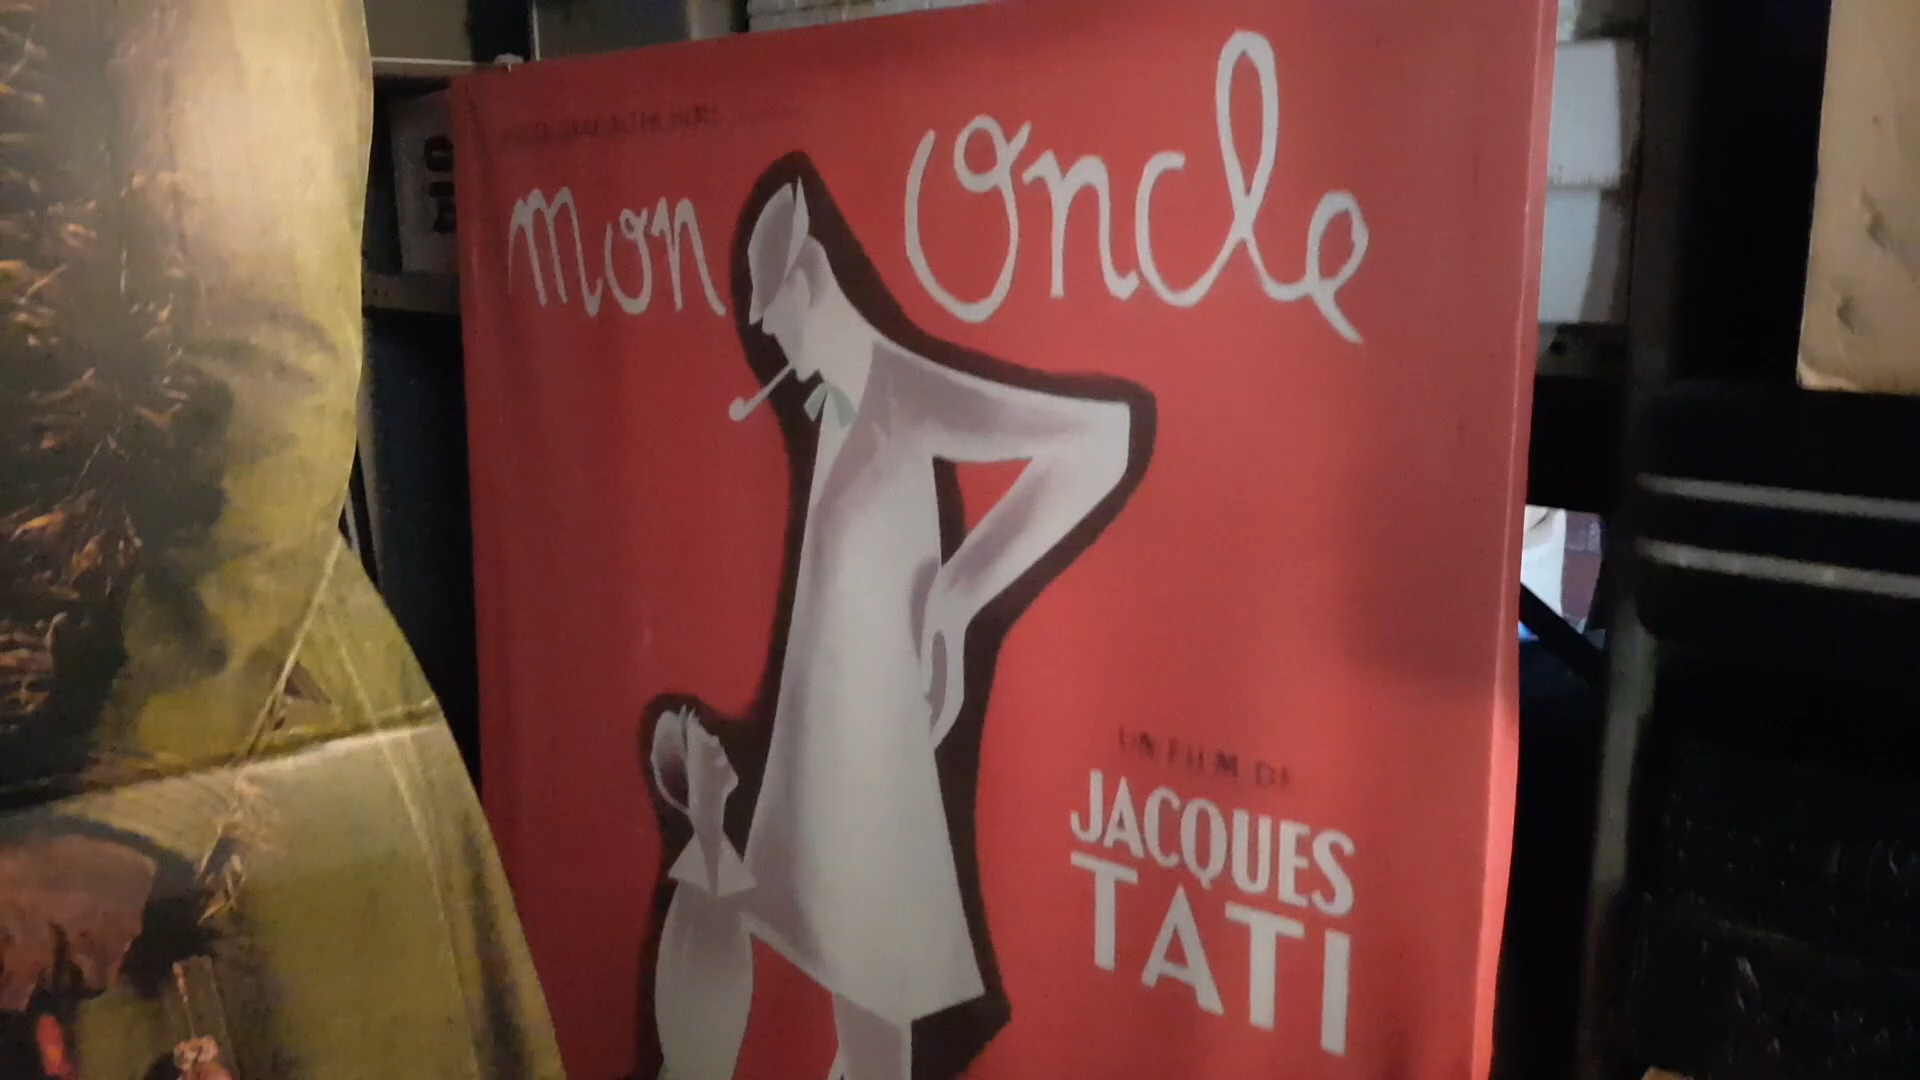 Mon Oncle
UN FILM DE
JACQUES
TATI